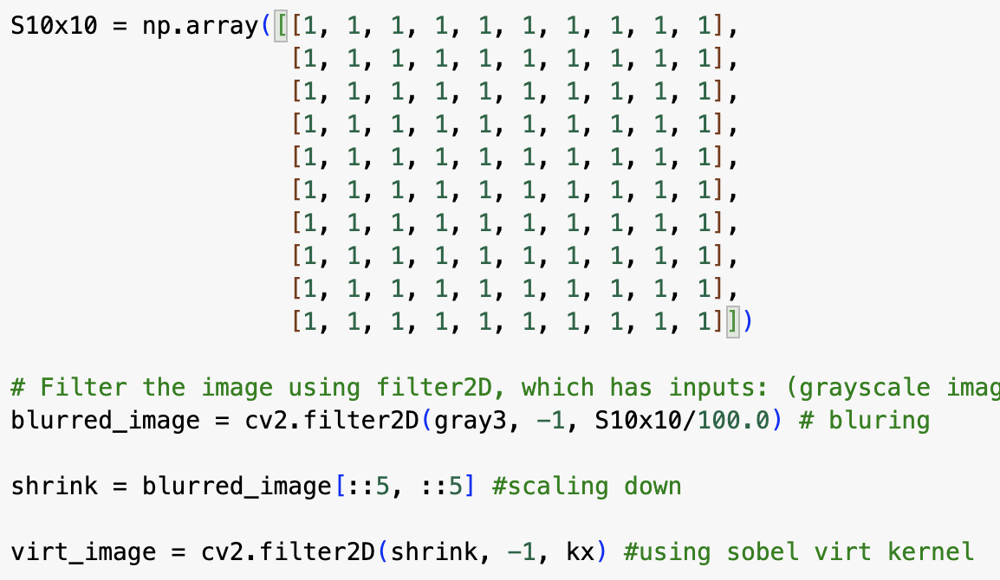 S10x10 = np.array([[1, 1, 1, 1, 1, 1, 1, 1, 1, 1],
[1, 1, 1, 1, 1, 1, 1, 1, 1, 1],
[1, 1, 1, 1, 1, 1, 1, 1, 1, 1],
[1, 1, 1, 1, 1, 1, 1, 1, 1, 1],
[1, 1, 1, 1, 1, 1, 1, 1, 1, 1],
[1, 1, 1, 1, 1, 1, 1, 1, 1, 1],
[1, 1, 1, 1, 1, 1, 1, 1, 1, 1],
[1, 1, 1, 1, 1, 1, 1, 1, 1, 1],
[1, 1, 1, 1, 1, 1, 1, 1, 1, 1],
[1, 1, 1, 1, 1, 1, 1, 1, 1, 1]])
# Filter the image using filter2D, which has inputs: (grayscale imag
blurred_image = cv2.filter2D(gray3, -1, S10x10/100.0) # bluring
shrink = blurred_image[::5, ::5] #scaling down
virt_image = cv2.filter2D(shrink, -1, kx) #using sobel virt kernel